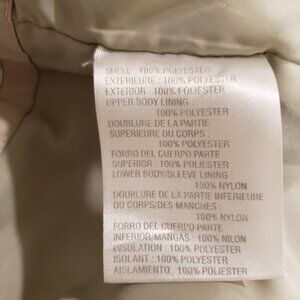 SHELL : 100% POLYESTER
EXTERIEURE : 100% POLYESTER
EXTERIOR : 100% POLYESTER
UPPER BODY LINING :
100% POLYESTER
DOUBLURE DE LA PARTIE
SUPERIEURE DU CORPS :
100% POLYESTER
FORRO DEL CUERPO PARTE
SUPERIOR : 100% POLIESTER
LOWER BODY/SLEEVE LINING :
100% NYLON
DOUBLURE DE LA PARTIE INFERIEURE
DU CORPS/DES MANCHES :
100% NYLON
FORRO DEL CUERPO PARTE
INFERIOR, MANGAS : 100% NILON
INSULATION : 100% POLYESTER
ISOLANT : 100% POLYESTER
AISLAMIENTO : 100% POLIESTER